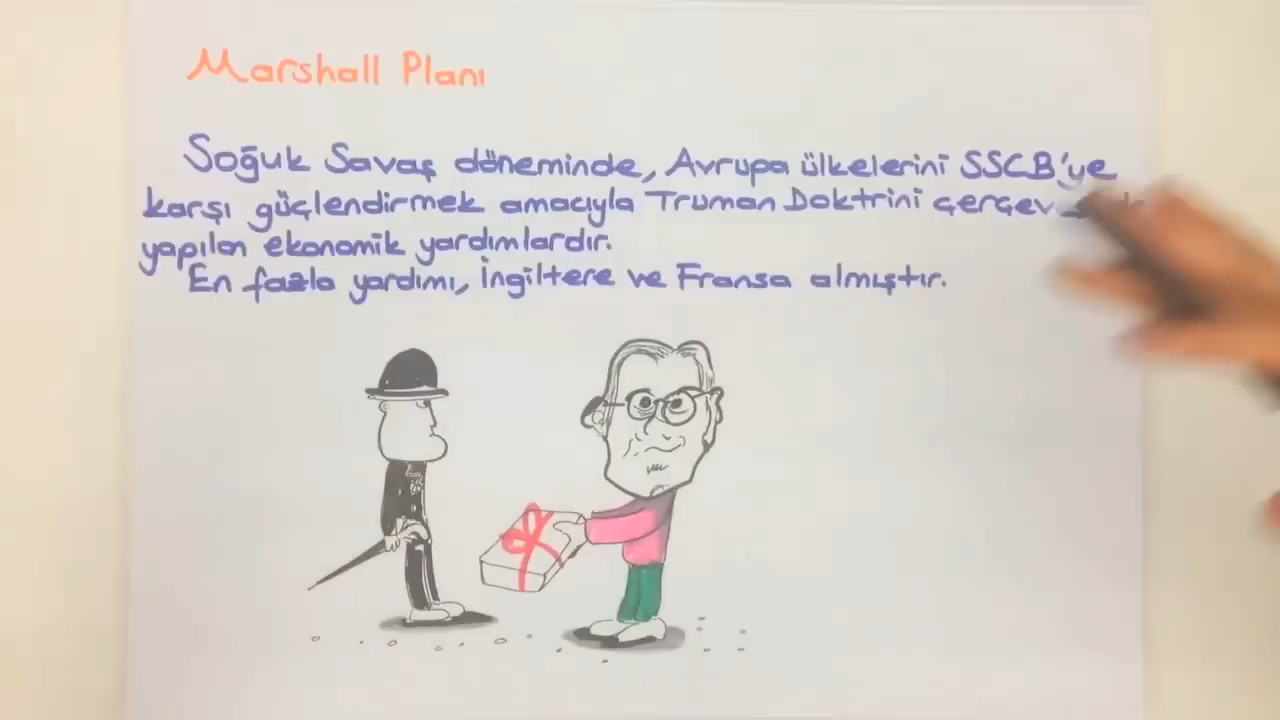 Marshall Planı
Soğuk Savaş döneminde, Avrupa ülkelerini SSCB'ye
karşı güçlendirmek amacıyla Truman Doktrini
yapılan ekonomik yardımlardır.
En fazla yardımı, İngiltere ve Fransa almıştır.